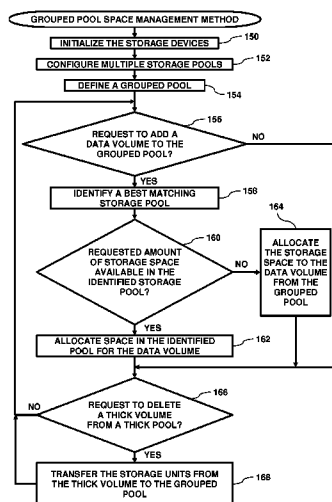 GROUPED POOL SPACE MANAGEMENT METHOD
INITIALIZE THE STORAGE DEVICES
150
CONFIGURE MULTIPLE STORAGE POOLS
152
DEFINE A GROUPED POOL
154
156
REQUEST TO ADD A
DATA VOLUME TO THE
GROUPED POOL?
NO
YES
IDENTIFY A BEST MATCHING
STORAGE POOL
158
160
REQUESTED AMOUNT
OF STORAGE SPACE
AVAILABLE IN THE
IDENTIFIED STORAGE
POOL?
NO
164
ALLOCATE
THE STORAGE
SPACE TO THE
DATA VOLUME
FROM THE
GROUPED
POOL
YES
ALLOCATE SPACE IN THE IDENTIFIED
POOL FOR THE DATA VOLUME
162
166
NO
REQUEST TO DELETE
A THICK VOLUME
FROM A THICK POOL?
YES
TRANSFER THE STORAGE UNITS FROM
THE THICK VOLUME TO THE GROUPED
POOL
168